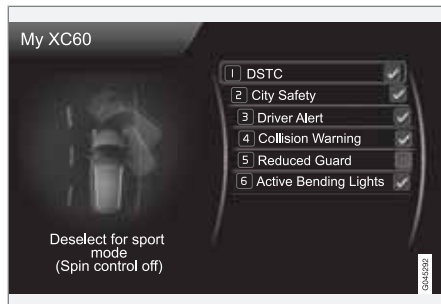 My XC60
1 DSTC
2 City Safety
3 Driver Alert
4 Collision Warning
5 Reduced Guard
6 Active Bending Lights
Deselect for sport
mode
(Spin control off)
G045292